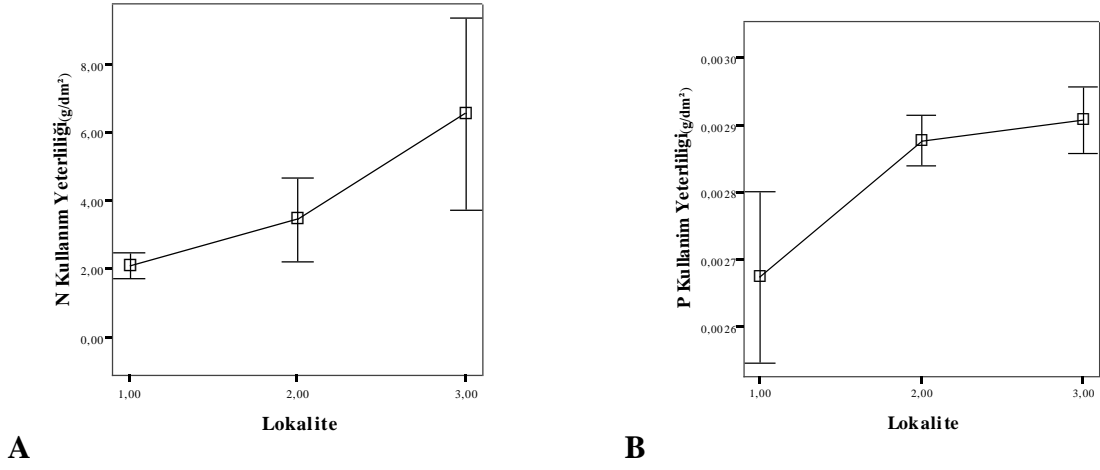 N Kullanım Yeterliliği(g/dm²)
8,00
6,00
4,00
2,00
0,00
1,00 2,00 3,00
Lokalite
A
P Kullanim Yeterliligi(g/dm²)
0,0030
0,0029
0,0028
0,0027
0,0026
1,00 2,00 3,00
Lokalite
B